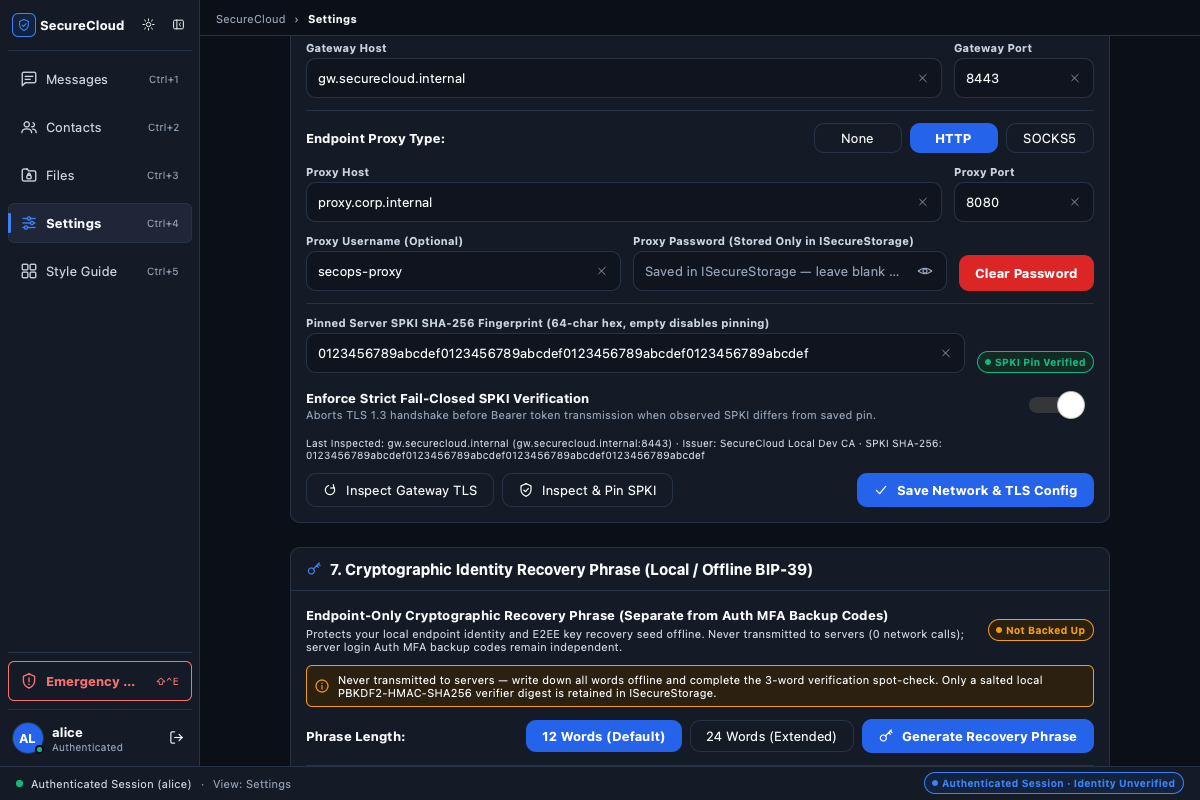 SecureCloud
SecureCloud › Settings
Messages Ctrl+1
Contacts Ctrl+2
Files Ctrl+3
Settings Ctrl+4
Style Guide Ctrl+5
Emergency ... ⇧^E
AL
alice
Authenticated
Gateway Host
Gateway Port
gw.securecloud.internal
8443
Endpoint Proxy Type:
None
HTTP
SOCKS5
Proxy Host
Proxy Port
proxy.corp.internal
8080
Proxy Username (Optional)
Proxy Password (Stored Only in ISecureStorage)
secops-proxy
Saved in ISecureStorage — leave blank ...
Clear Password
Pinned Server SPKI SHA-256 Fingerprint (64-char hex, empty disables pinning)
0123456789abcdef0123456789abcdef0123456789abcdef0123456789abcdef
SPKI Pin Verified
Enforce Strict Fail-Closed SPKI Verification
Aborts TLS 1.3 handshake before Bearer token transmission when observed SPKI differs from saved pin.
Last Inspected: gw.securecloud.internal (gw.securecloud.internal:8443) · Issuer: SecureCloud Local Dev CA · SPKI SHA-256:
0123456789abcdef0123456789abcdef0123456789abcdef0123456789abcdef
Inspect Gateway TLS
Inspect & Pin SPKI
Save Network & TLS Config
7. Cryptographic Identity Recovery Phrase (Local / Offline BIP-39)
Endpoint-Only Cryptographic Recovery Phrase (Separate from Auth MFA Backup Codes)
Protects your local endpoint identity and E2EE key recovery seed offline. Never transmitted to servers (0 network calls);
server login Auth MFA backup codes remain independent.
Not Backed Up
Never transmitted to servers — write down all words offline and complete the 3-word verification spot-check. Only a salted local
PBKDF2-HMAC-SHA256 verifier digest is retained in ISecureStorage.
Phrase Length:
12 Words (Default)
24 Words (Extended)
Generate Recovery Phrase
Authenticated Session (alice) · View: Settings
Authenticated Session · Identity Unverified